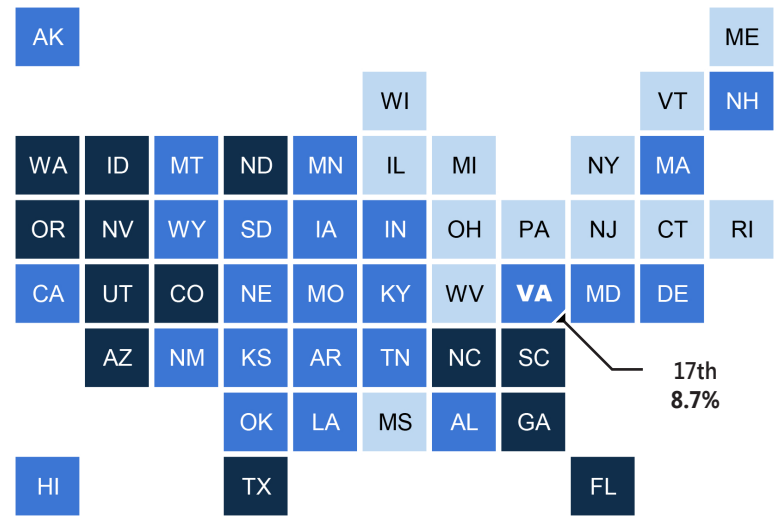 AK ME
WI VT NH
WA ID MT ND MN IL MI NY MA
OR NV WY SD IA IN OH PA NJ CT RI
CA UT CO NE MO KY WV VA MD DE
AZ NM KS AR TN NC SC
17th
8.7%
OK LA MS AL GA
HI TX FL